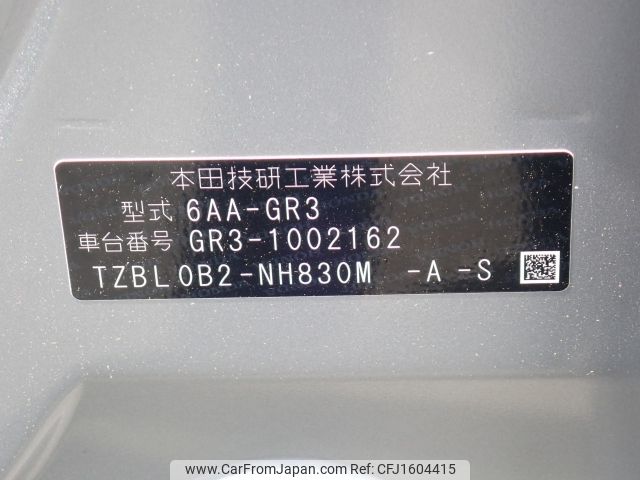 本田技研工業株式会社
型式 6AA-GR3
車台番号 GR3-1002162
TZBL0B2-NH830M -A-S
www.CarFromJapan.com - REF ID CFJ1604415